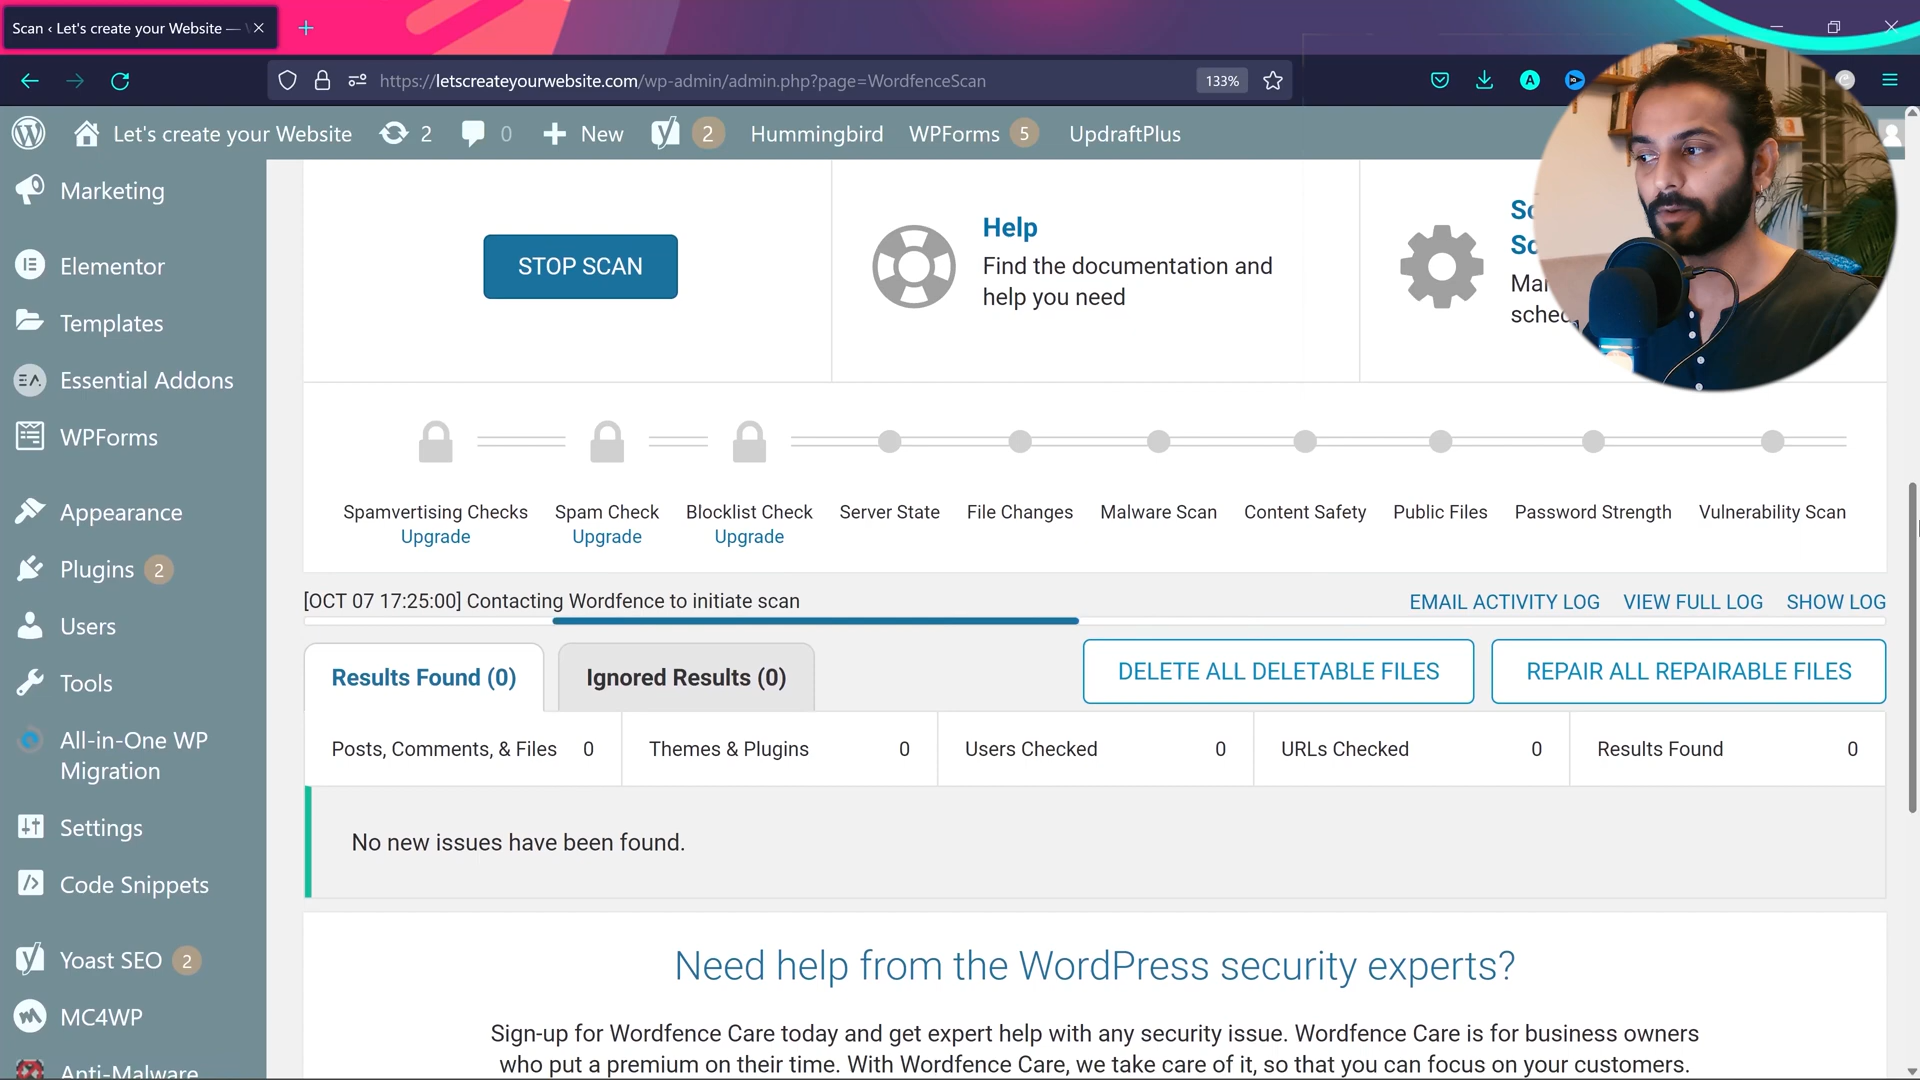 Scan ‹ Let's create your Website —
https://letscreateyourwebsite.com/wp-admin/admin.php?page=WordfenceScan
133%
Let's create your Website
2
0
New
2
Hummingbird
WPForms 5
UpdraftPlus
Marketing
Elementor
Templates
Essential Addons
WPForms
Appearance
Plugins 2
Users
Tools
All-in-One WP
Migration
Settings
Code Snippets
Yoast SEO 2
MC4WP
Anti-Malware
STOP SCAN
Help
Find the documentation and
help you need
Spamvertising Checks
Upgrade
Spam Check
Upgrade
Blocklist Check
Upgrade
Server State
File Changes
Malware Scan
Content Safety
Public Files
Password Strength
Vulnerability Scan
[OCT 07 17:25:00] Contacting Wordfence to initiate scan
EMAIL ACTIVITY LOG
VIEW FULL LOG
SHOW LOG
Results Found (0)
Ignored Results (0)
DELETE ALL DELETABLE FILES
REPAIR ALL REPAIRABLE FILES
Posts, Comments, & Files 0
Themes & Plugins 0
Users Checked 0
URLs Checked 0
Results Found 0
No new issues have been found.
Need help from the WordPress security experts?
Sign-up for Wordfence Care today and get expert help with any security issue. Wordfence Care is for business owners
who put a premium on their time. With Wordfence Care, we take care of it, so that you can focus on your customers.